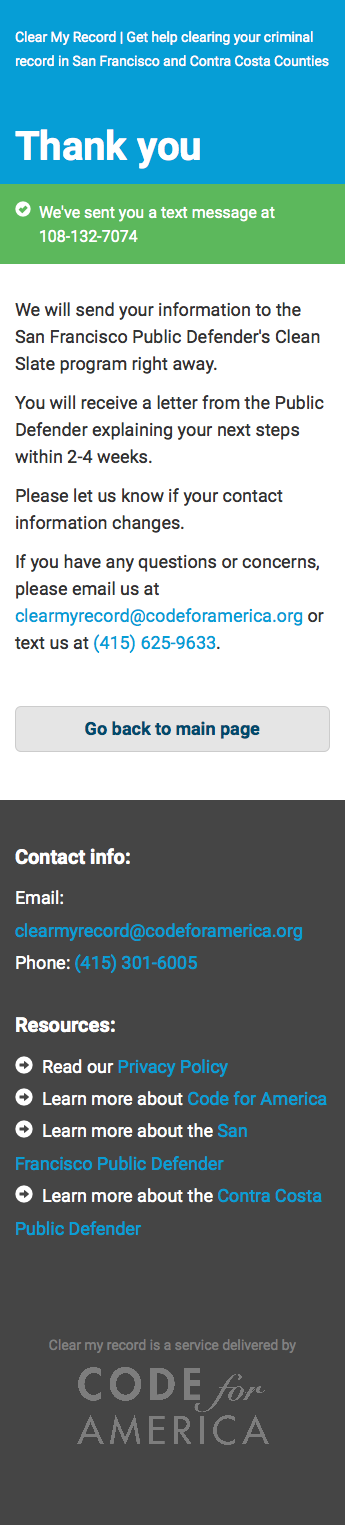 Clear My Record | Get help clearing your criminal
record in San Francisco and Contra Costa Counties
Thank you
We've sent you a text message at
108-132-7074
We will send your information to the
San Francisco Public Defender's Clean
Slate program right away.
You will receive a letter from the Public
Defender explaining your next steps
within 2-4 weeks.
Please let us know if your contact
information changes.
If you have any questions or concerns,
please email us at
clearmyrecord@codeforamerica.org or
text us at (415) 625-9633.
Go back to main page
Contact info:
Email:
clearmyrecord@codeforamerica.org
Phone: (415) 301-6005
Resources:
Read our Privacy Policy
Learn more about Code for America
Learn more about the San
Francisco Public Defender
Learn more about the Contra Costa
Public Defender
Clear my record is a service delivered by
CODE for
AMERICA